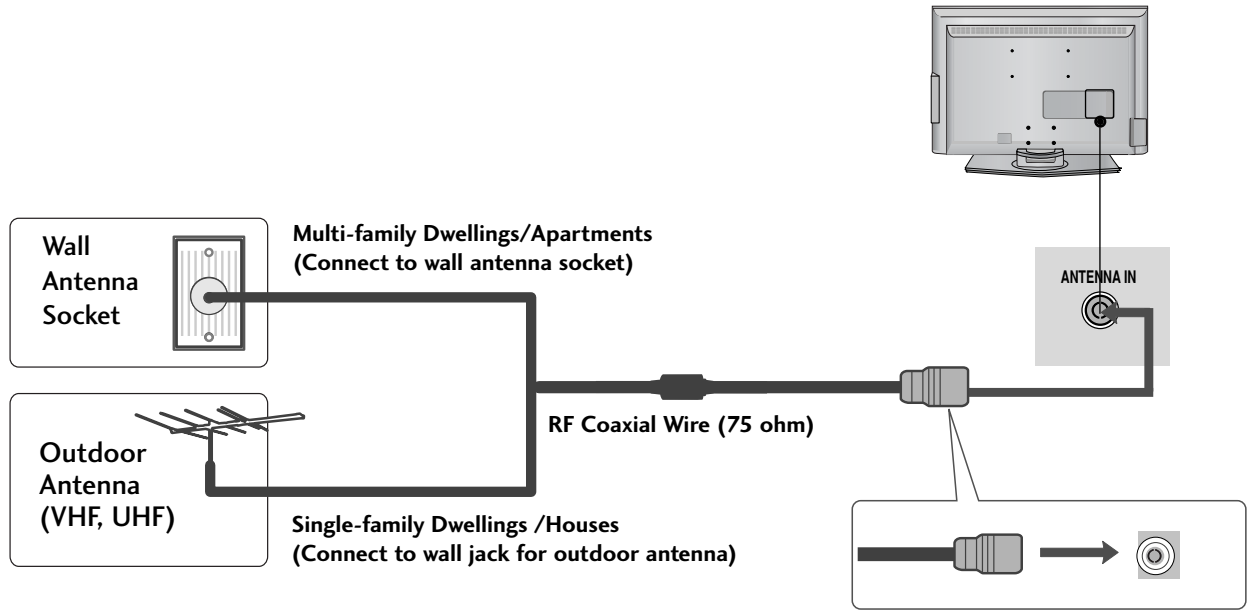 Wall
Antenna
Socket
Multi-family Dwellings/Apartments
(Connect to wall antenna socket)
ANTENNA IN
RF Coaxial Wire (75 ohm)
Outdoor
Antenna
(VHF, UHF)
Single-family Dwellings /Houses
(Connect to wall jack for outdoor antenna)